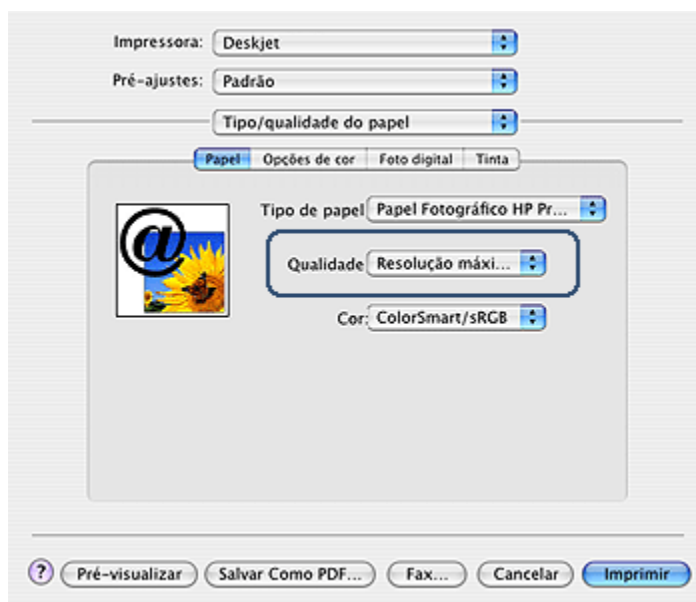 Impressora: Deskjet
Pré-ajustes: Padrão
Tipo/qualidade do papel
Papel Opções de cor Foto digital Tinta
Tipo de papel Papel Fotográfico HP Pr...
Qualidade Resolução máxi...
Cor: ColorSmart/sRGB
@
? Pré-visualizar Salvar Como PDF... Fax... Cancelar Imprimir